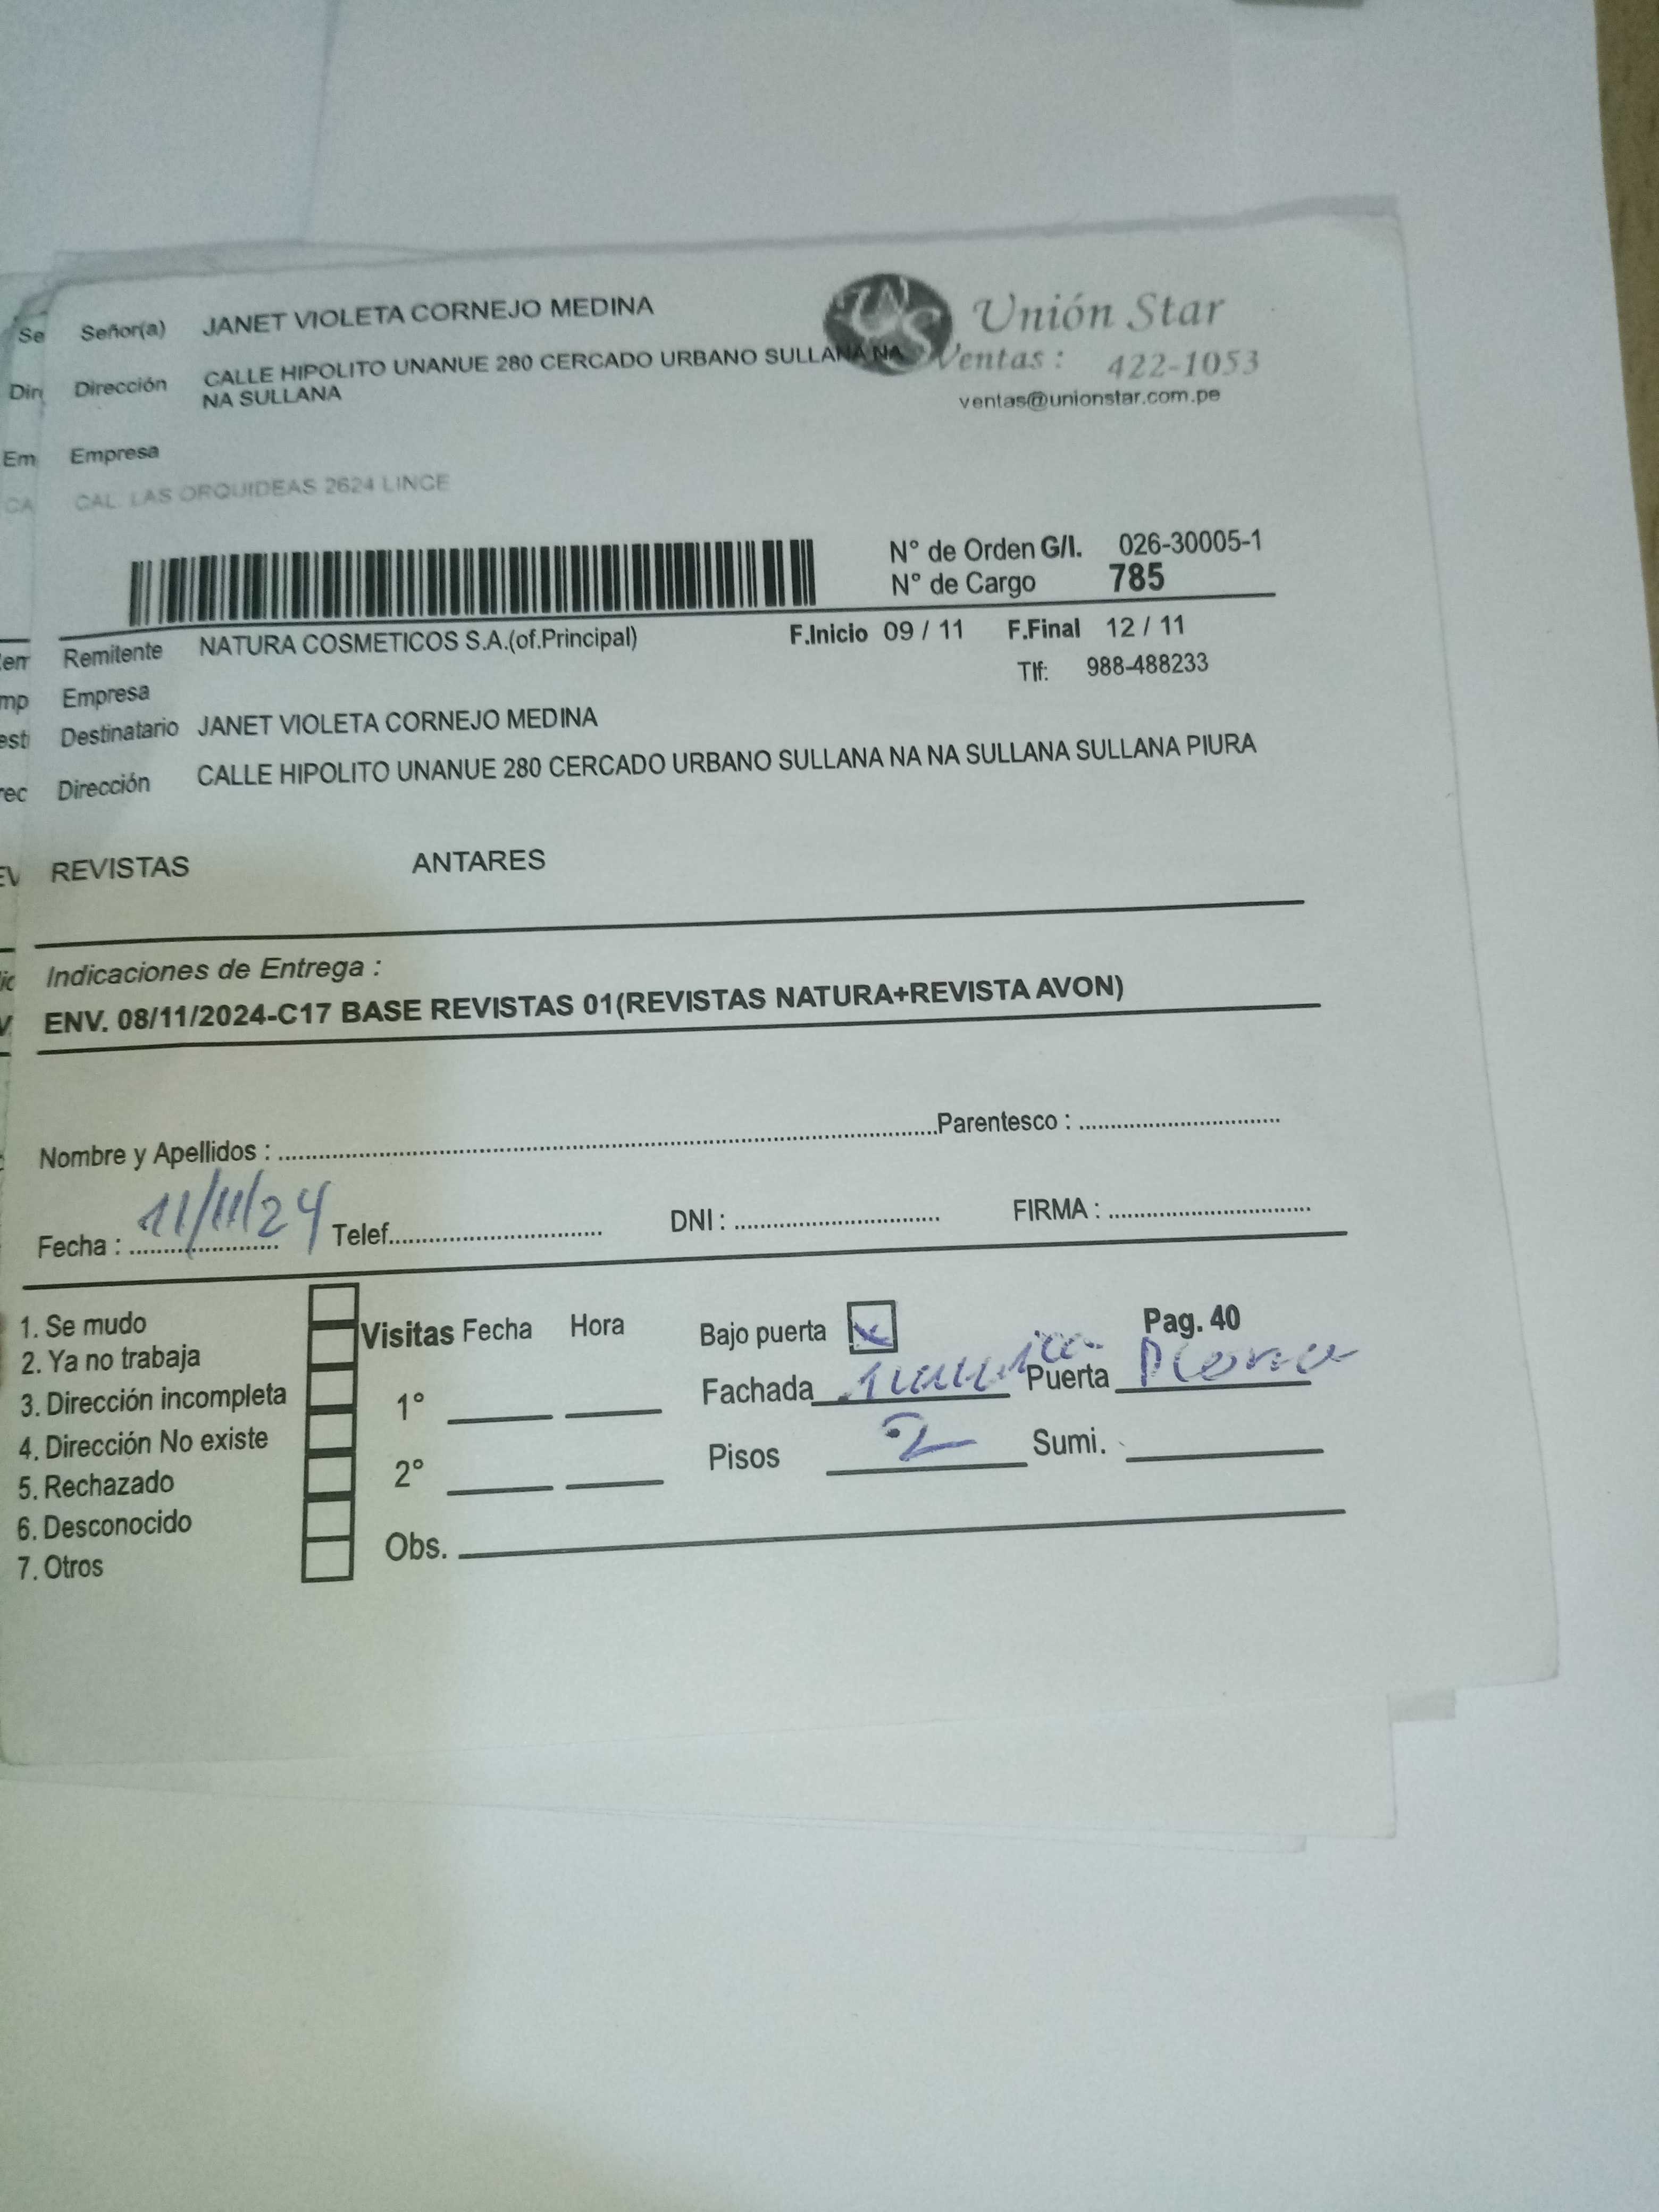 Señor(a) JANET VIOLETA CORNEJO MEDINA
Unión Star
Dirección CALLE HIPOLITO UNANUE 280 CERCADO URBANO SULLANA NA
NA SULLANA
Ventas : 422-1053
ventas@unionstar.com.pe
Empresa
CAL. LAS ORQUIDEAS 2624 LINCE
N° de Orden G/I. 026-30005-1
N° de Cargo 785
Remitente NATURA COSMETICOS S.A.(of.Principal) F.Inicio 09 / 11 F.Final 12 / 11
Empresa Tlf: 988-488233
Destinatario JANET VIOLETA CORNEJO MEDINA
Dirección CALLE HIPOLITO UNANUE 280 CERCADO URBANO SULLANA NA NA SULLANA SULLANA PIURA
REVISTAS ANTARES
Indicaciones de Entrega :
ENV. 08/11/2024-C17 BASE REVISTAS 01(REVISTAS NATURA+REVISTA AVON)
Nombre y Apellidos : Parentesco :
Fecha : 11/11/24 Telef. DNI : FIRMA :
1. Se mudo
2. Ya no trabaja
3. Dirección incompleta
4. Dirección No existe
5. Rechazado
6. Desconocido
7. Otros
Visitas Fecha Hora
1°
2°
Obs.
Bajo puerta x Pag. 40
Fachada Puerta
Pisos 2 Sumi.
Se
Din
Em
CA